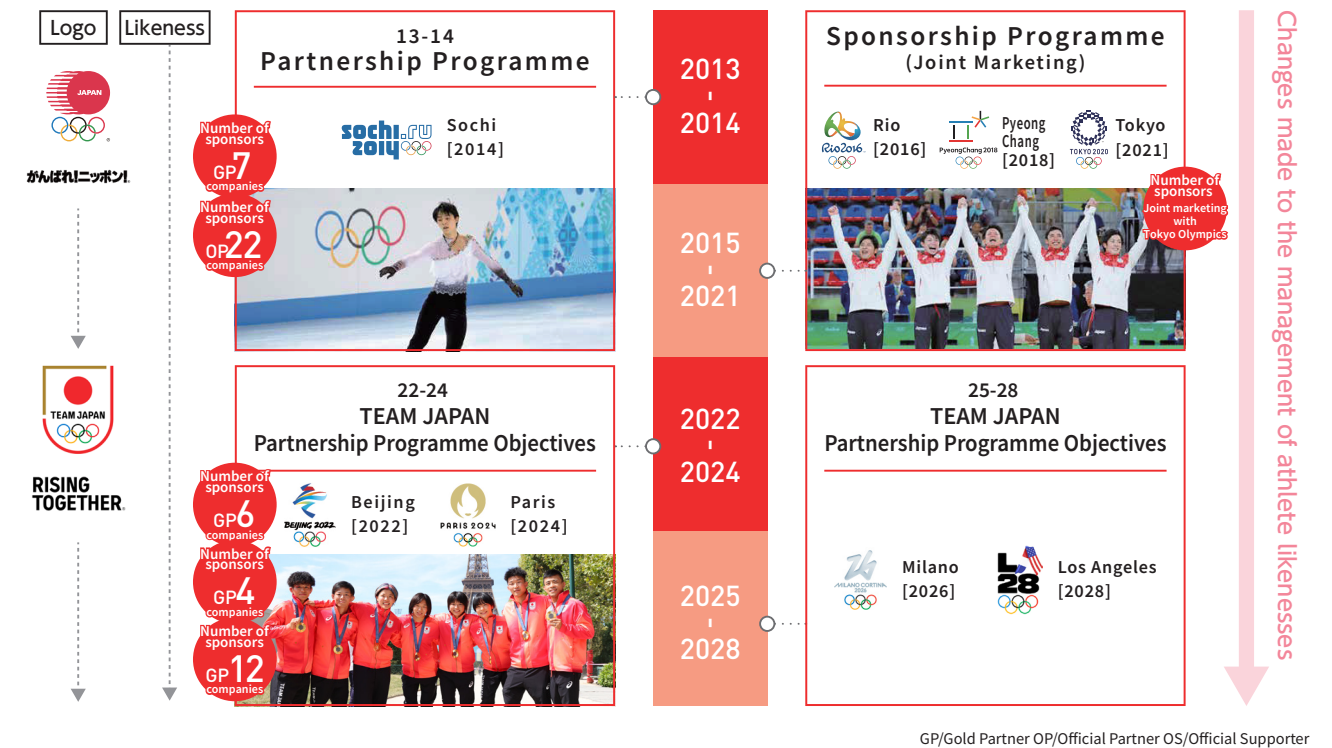 Logo
Likeness
JAPAN
がんばれ!ニッポン!
TEAM JAPAN
RISING
TOGETHER
13-14
Partnership Programme
sochi.ru
2014
Sochi
[2014]
Number of
sponsors
GP7
companies
Number of
sponsors
OP22
companies
2013
-
2014
2015
-
2021
2022
-
2024
2025
-
2028
Sponsorship Programme
(Joint Marketing)
Rio2016
Rio
[2016]
PyeongChang 2018
Pyeong
Chang
[2018]
TOKYO 2020
Tokyo
[2021]
Number of
sponsors
Joint marketing
with
Tokyo Olympics
22-24
TEAM JAPAN
Partnership Programme Objectives
BEIJING 2022
Beijing
[2022]
PARIS 2024
Paris
[2024]
Number of
sponsors
GP6
companies
Number of
sponsors
GP4
companies
Number of
sponsors
GP12
companies
25-28
TEAM JAPAN
Partnership Programme Objectives
MILANO CORTINA
2026
Milano
[2026]
LA
28
Los Angeles
[2028]
Changes made to the management of athlete likenesses
GP/Gold Partner OP/Official Partner OS/Official Supporter